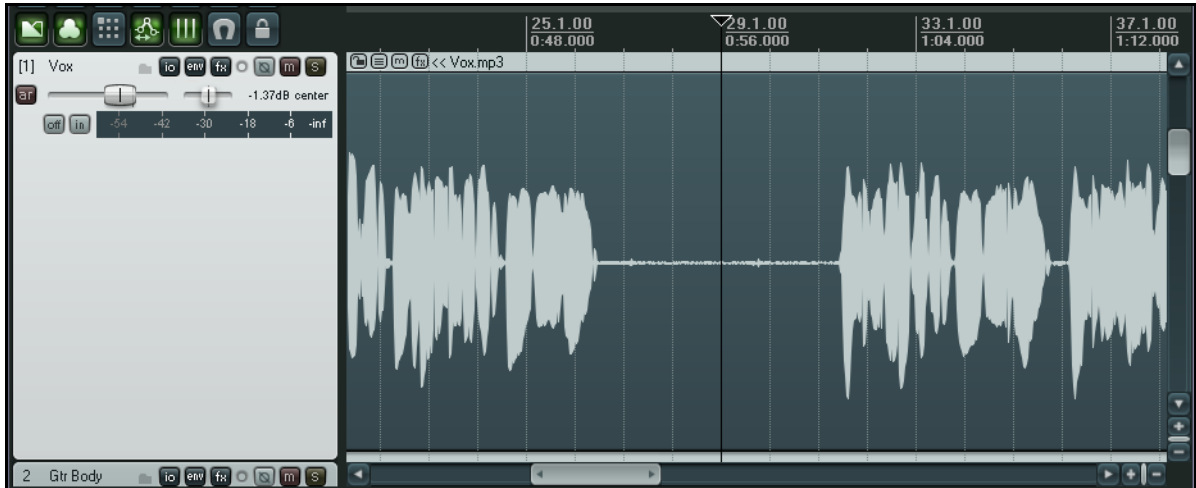 25.1.00 29.1.00 33.1.00 37.1.00
0:48.000 0:56.000 1:04.000 1:12.000
[1] Vox io env fx m s
m fx << Vox.mp3
ar -1.37dB center
off in -54 -42 -30 -18 -6 -inf
2 Gtr Body io env fx m s